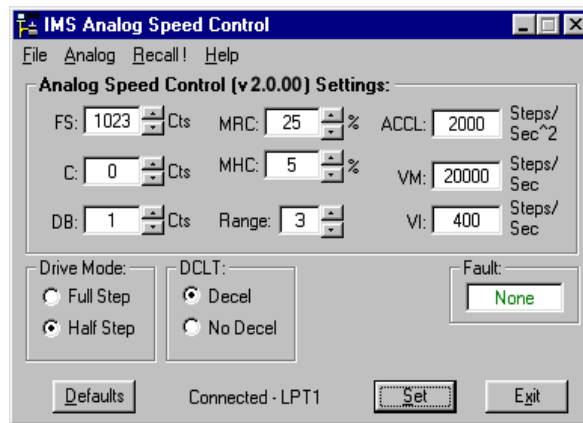 IMS Analog Speed Control
File Analog Recall! Help
Analog Speed Control (v 2.0.00) Settings:
FS: 1023 Cts MRC: 25 % ACCL: 2000 Steps/Sec^2
C: 0 Cts MHC: 5 % VM: 20000 Steps/Sec
DB: 1 Cts Range: 3 VI: 400 Steps/Sec
Drive Mode: DCLT: Fault:
Full Step Decel None
Half Step No Decel
Defaults Connected - LPT1 Set Exit